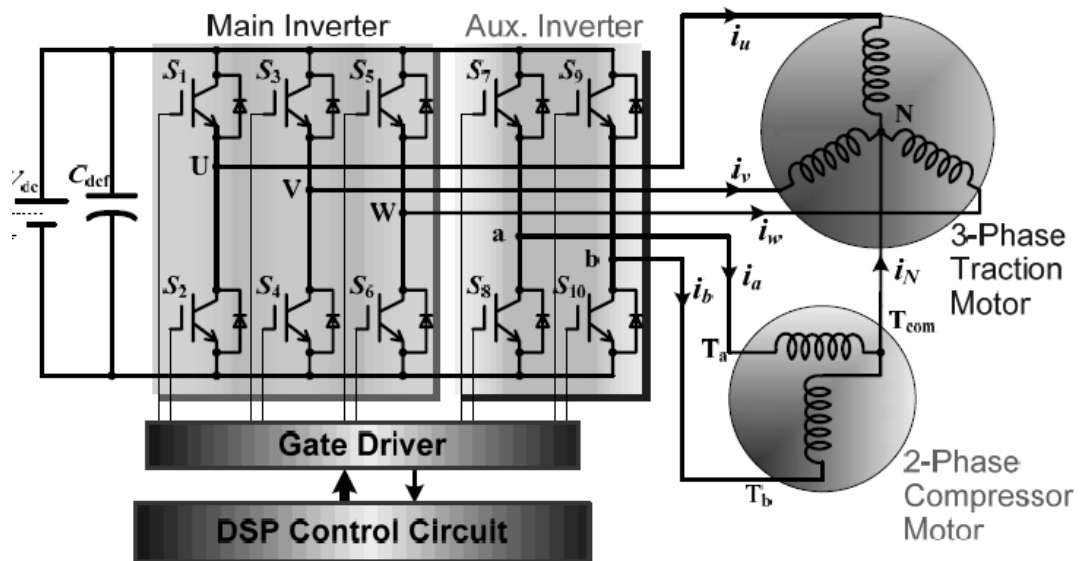 Main Inverter
Aux. Inverter
S1
S3
S5
S7
S9
iu
N
U
V
W
iv
iw
Cdcf
a
b
S2
S4
S6
S8
S10
ib
ia
iN
3-Phase
Traction
Motor
Tcom
Ta
Tb
2-Phase
Compressor
Motor
Gate Driver
DSP Control Circuit